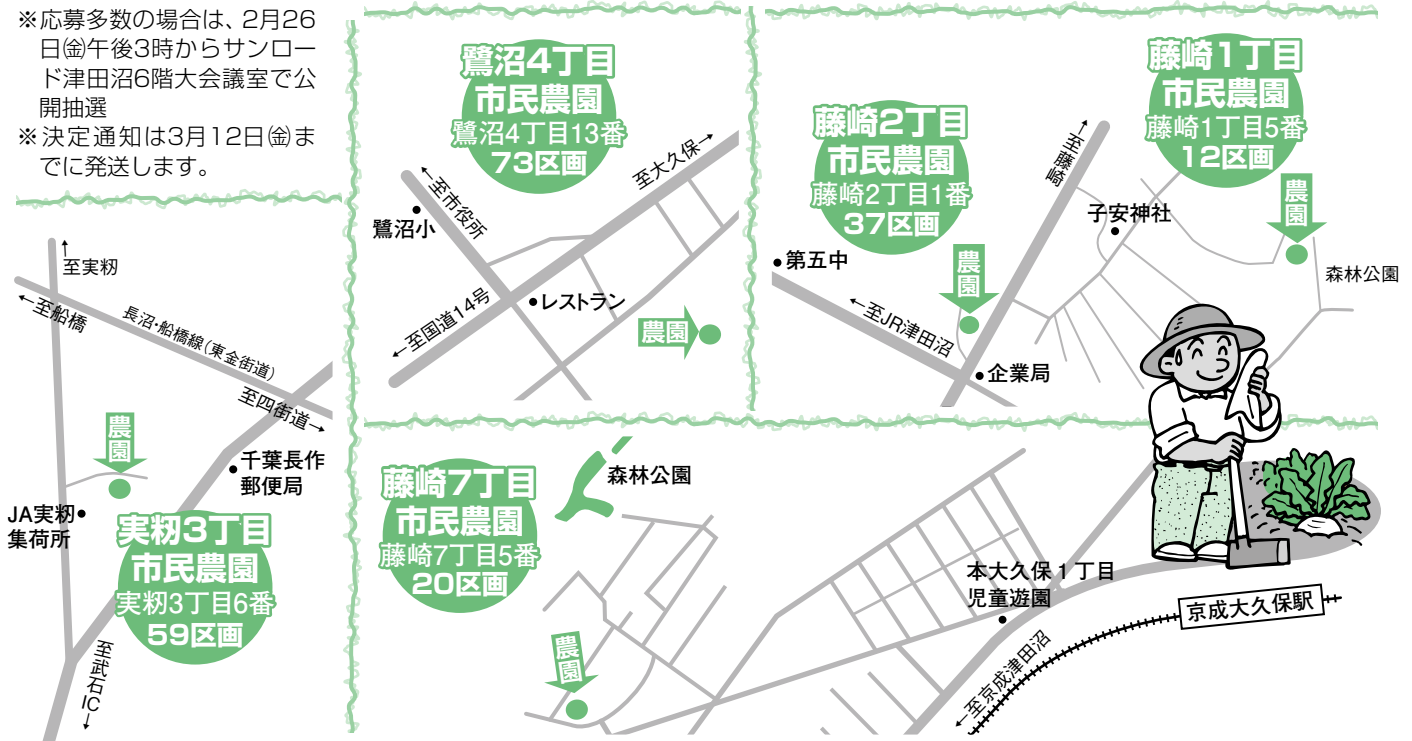 ※応募多数の場合は、2月26
日㈮午後3時からサンロー
ド津田沼6階大会議室で公
開抽選
※決定通知は3月12日㈮ま
でに発送します。
↑至実籾
←至船橋
長沼・船橋線(東金街道)
至四街道→
農園
千葉長作
郵便局
JA実籾
集荷所
実籾3丁目
市民農園
実籾3丁目6番
59区画
至武石IC→
鷺沼4丁目
市民農園
鷺沼4丁目13番
73区画
至大久保→
←至市役所
鷺沼小
レストラン
←至国道14号
農園
藤崎2丁目
市民農園
藤崎2丁目1番
37区画
藤崎1丁目
市民農園
藤崎1丁目5番
12区画
←至藤崎
子安神社
農園
森林公園
第五中
農園
←至JR津田沼
企業局
藤崎7丁目
市民農園
藤崎7丁目5番
20区画
森林公園
農園
本大久保1丁目
児童遊園
京成大久保駅
←至京成津田沼